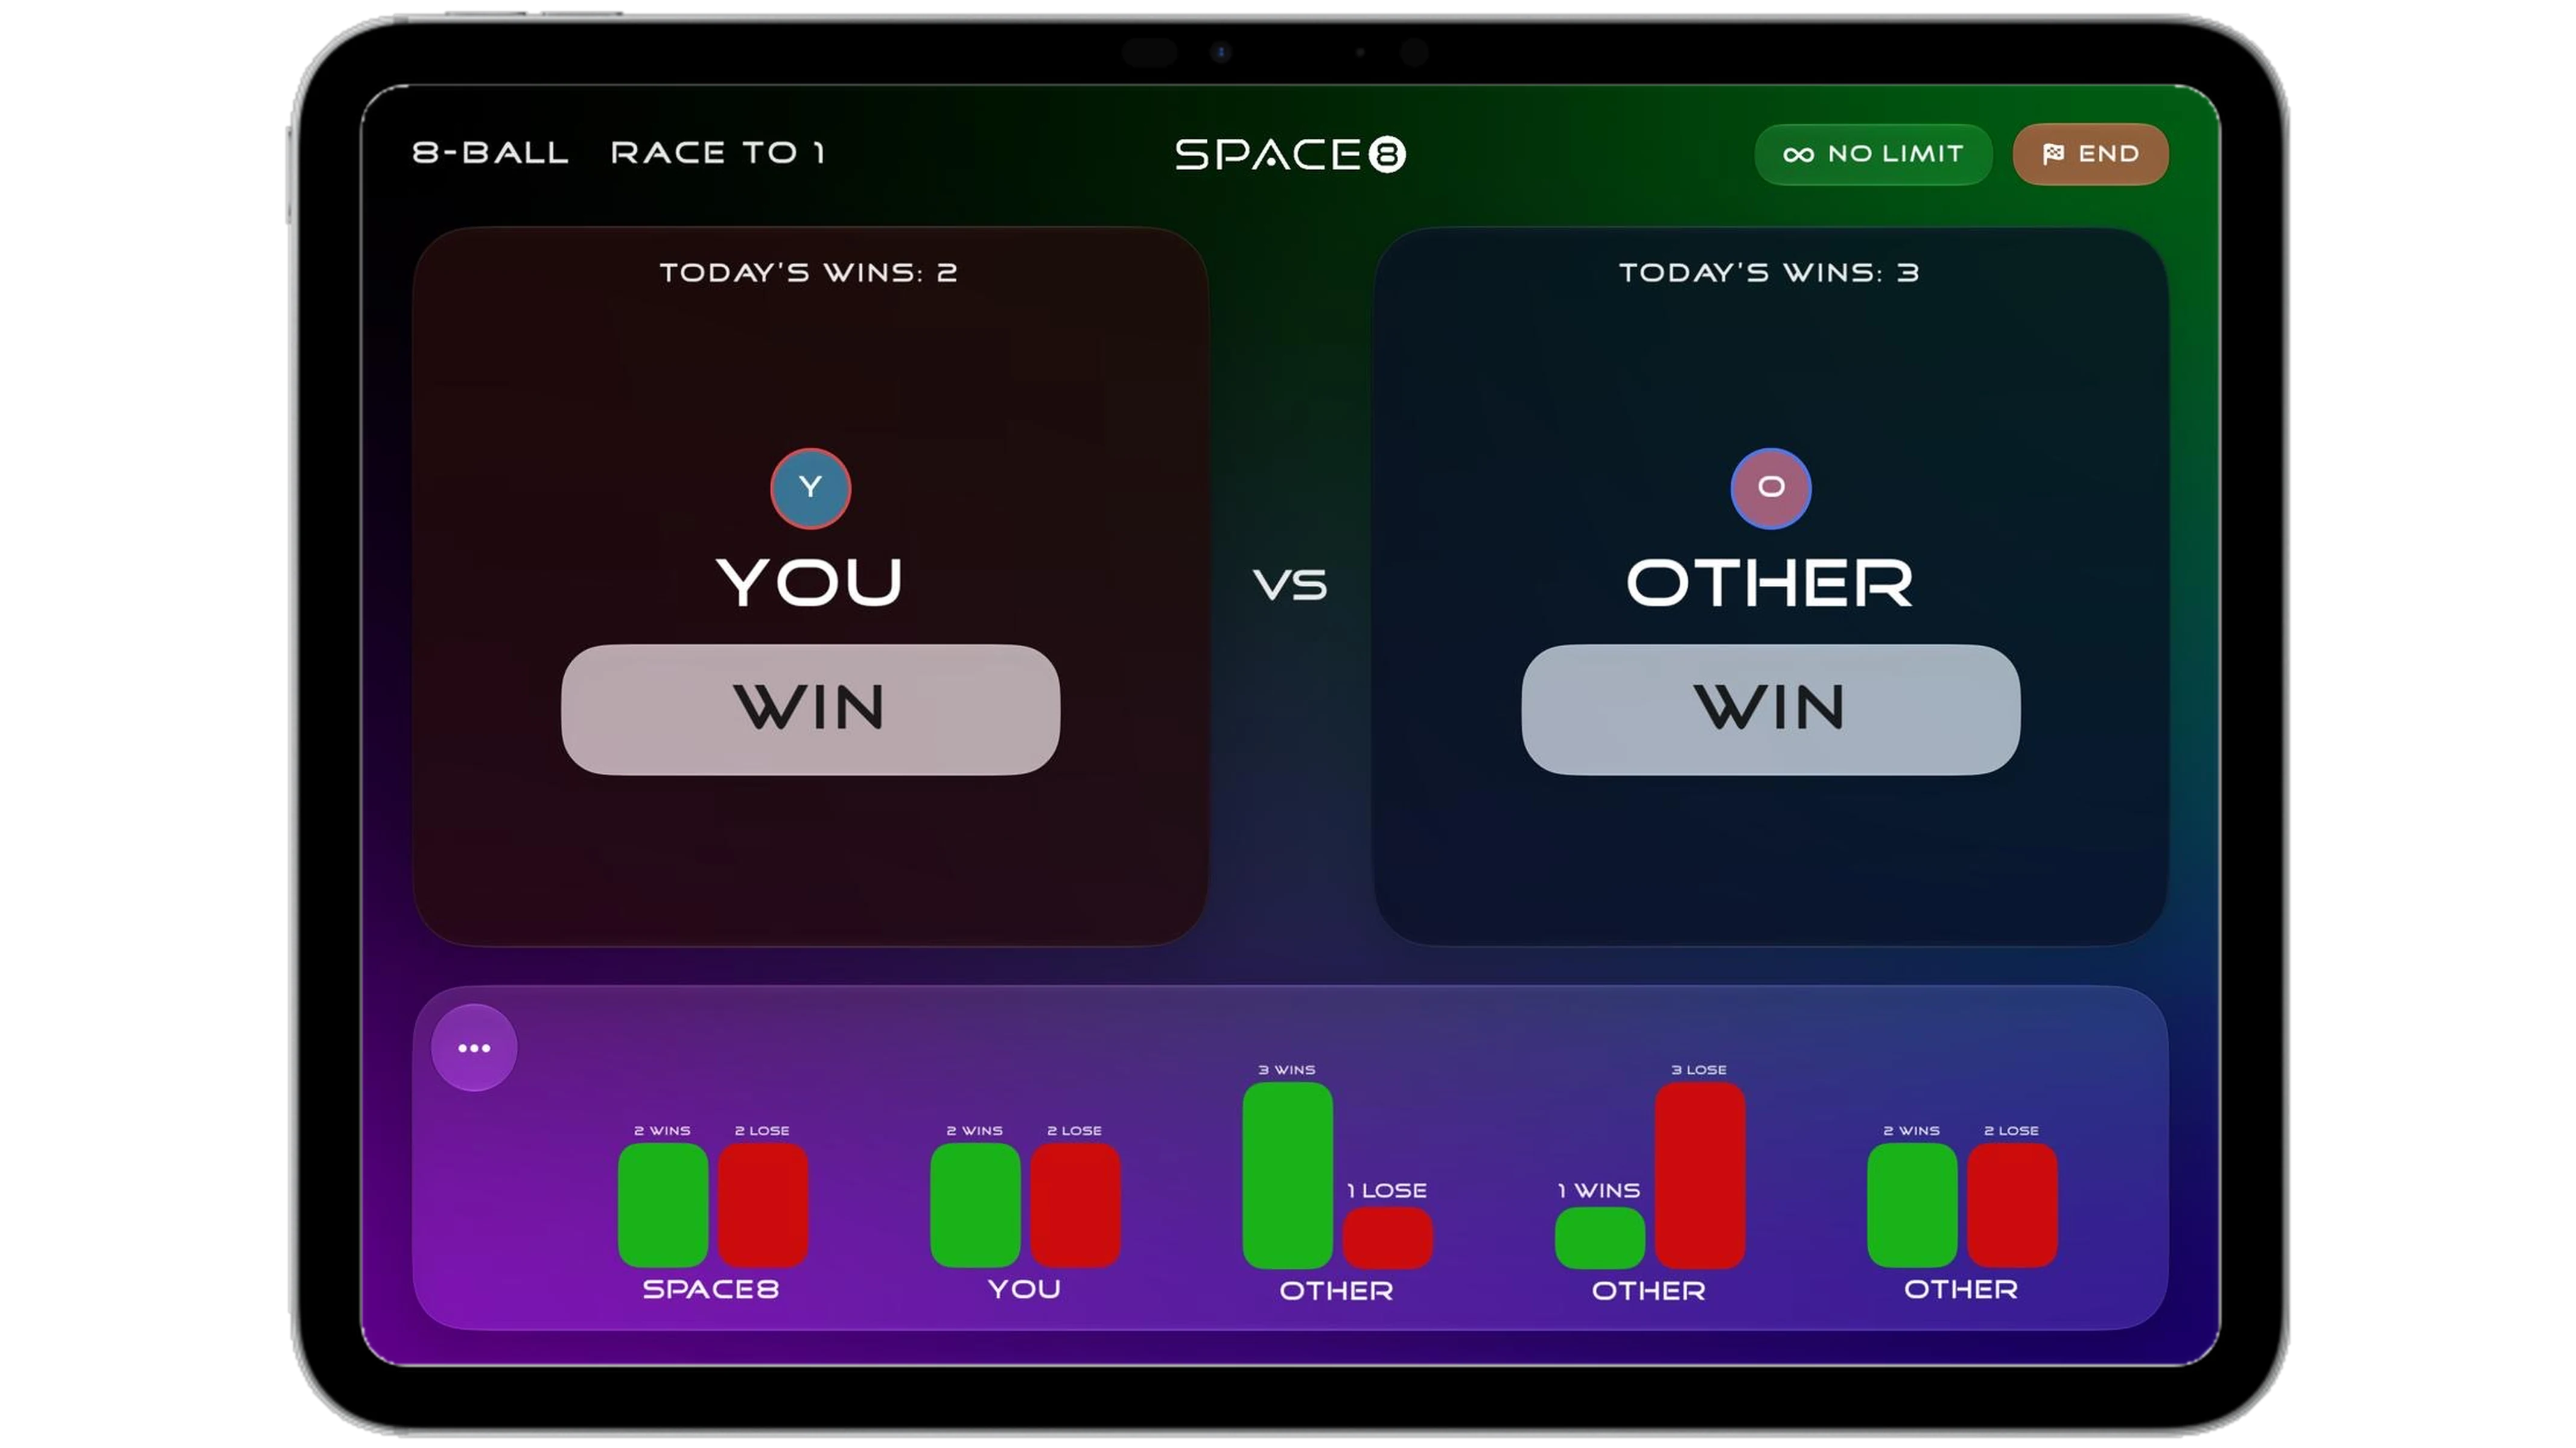 8-BALL RACE TO 1
SPACE8
NO LIMIT
END
TODAY'S WINS: 2
Y
YOU
WIN
VS
TODAY'S WINS: 3
O
OTHER
WIN
2 WINS 2 LOSE
SPACE8
2 WINS 2 LOSE
YOU
3 WINS 1 LOSE
OTHER
1 WINS 3 LOSE
OTHER
2 WINS 2 LOSE
OTHER